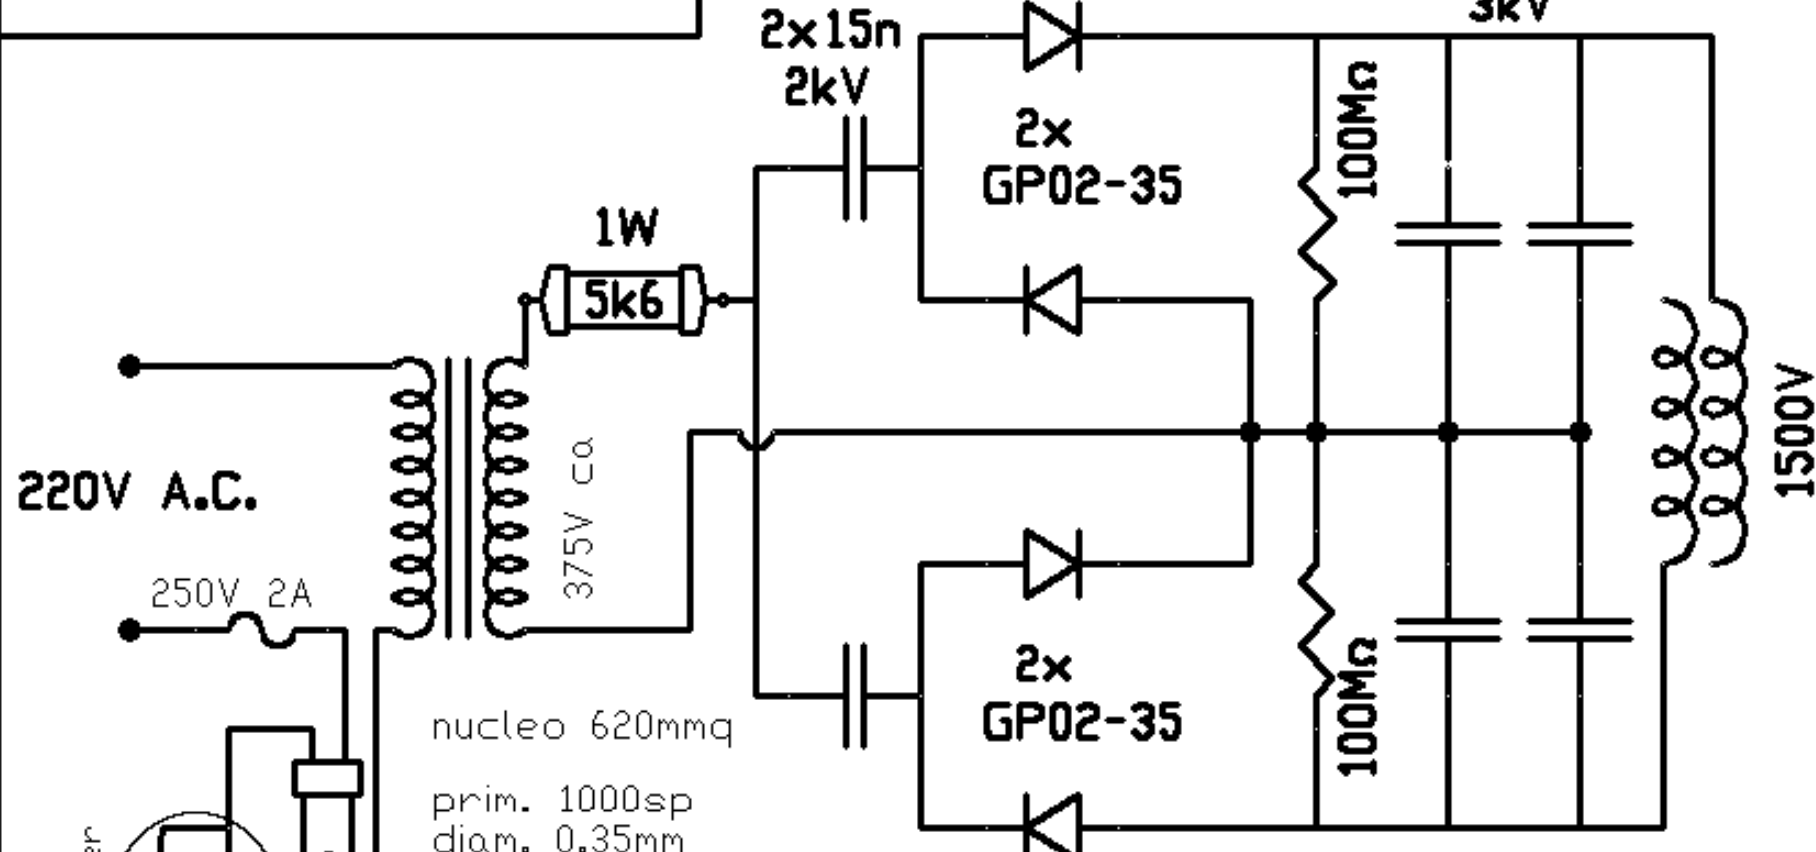 3kV
2x15n
2kV
2x
GP02-35
100MΩ
1W
5k6
220V A.C.
375V ca
1500V
250V 2A
2x
GP02-35
100MΩ
nucleo 620mmq
prim. 1000sp
diam. 0.35mm